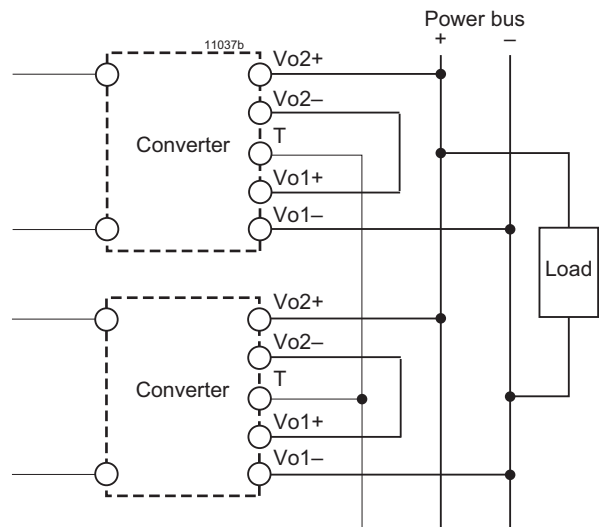 Power bus
+ –
11037b
Vo2+
Vo2–
T
Converter
Vo1+
Vo1–
Load
Vo2+
Vo2–
T
Converter
Vo1+
Vo1–